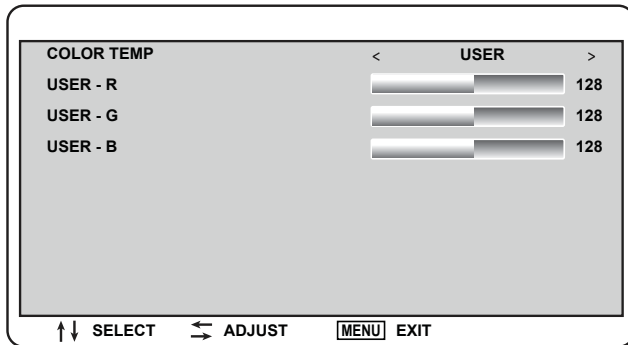 COLOR TEMP < USER >
USER - R 128
USER - G 128
USER - B 128
↑↓ SELECT ⇆ ADJUST MENU EXIT